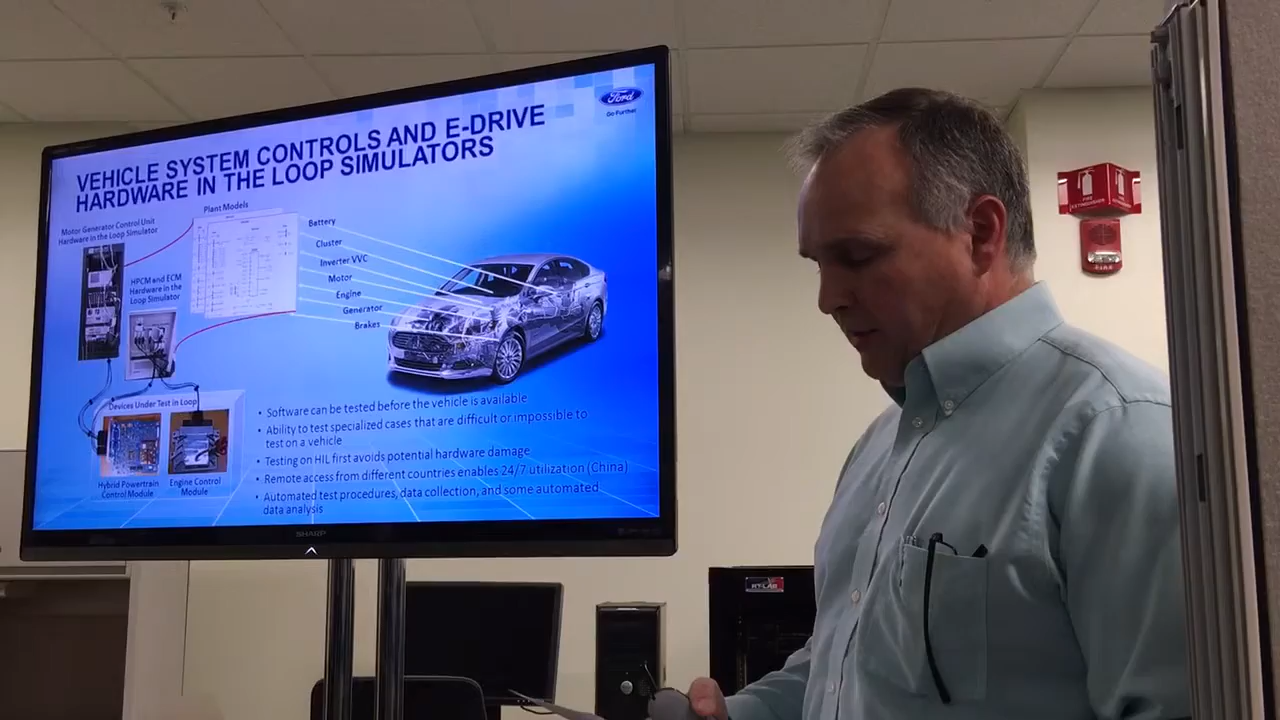 Ford
Go Further
VEHICLE SYSTEM CONTROLS AND E-DRIVE
HARDWARE IN THE LOOP SIMULATORS
Plant Models
Motor Generator Control Unit
Hardware in the Loop Simulator
HPCM and ECM
Hardware in the
Loop Simulator
Battery
Cluster
Inverter VVC
Motor
Engine
Generator
Brakes
Devices Under Test in Loop
Hybrid Powertrain
Control Module
Engine Control
Module
• Software can be tested before the vehicle is available
• Ability to test specialized cases that are difficult or impossible to
test on a vehicle
• Testing on HIL first avoids potential hardware damage
• Remote access from different countries enables 24/7 utilization (China)
• Automated test procedures, data collection, and some automated
data analysis
SHARP
FIRE
EXTINGUISHER
FIRE
RT-LAB